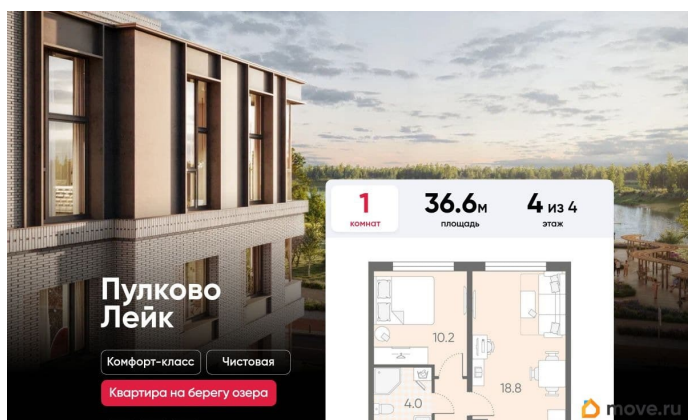 1
комнат
36.6м
площадь
4 из 4
этаж
Пулково
Лейк
Комфорт-класс
Чистовая
Квартира на берегу озера
10.2
18.8
4.0
move.ru